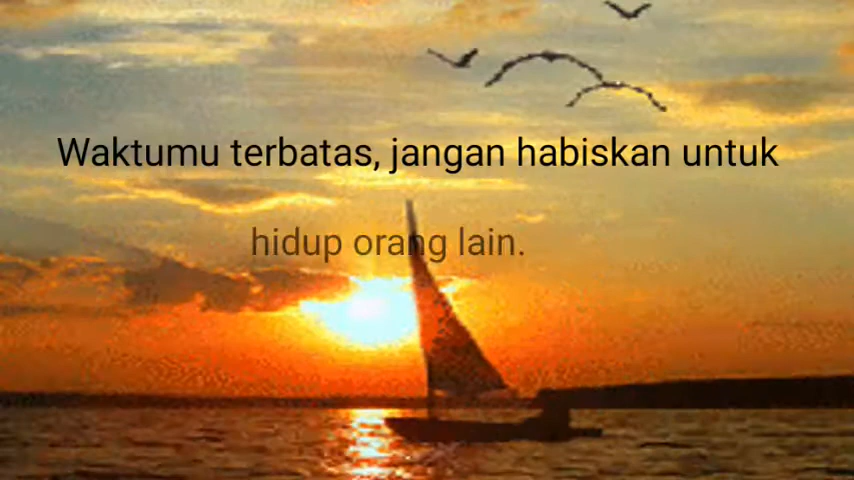 Waktumu terbatas, jangan habiskan untuk
hidup orang lain.